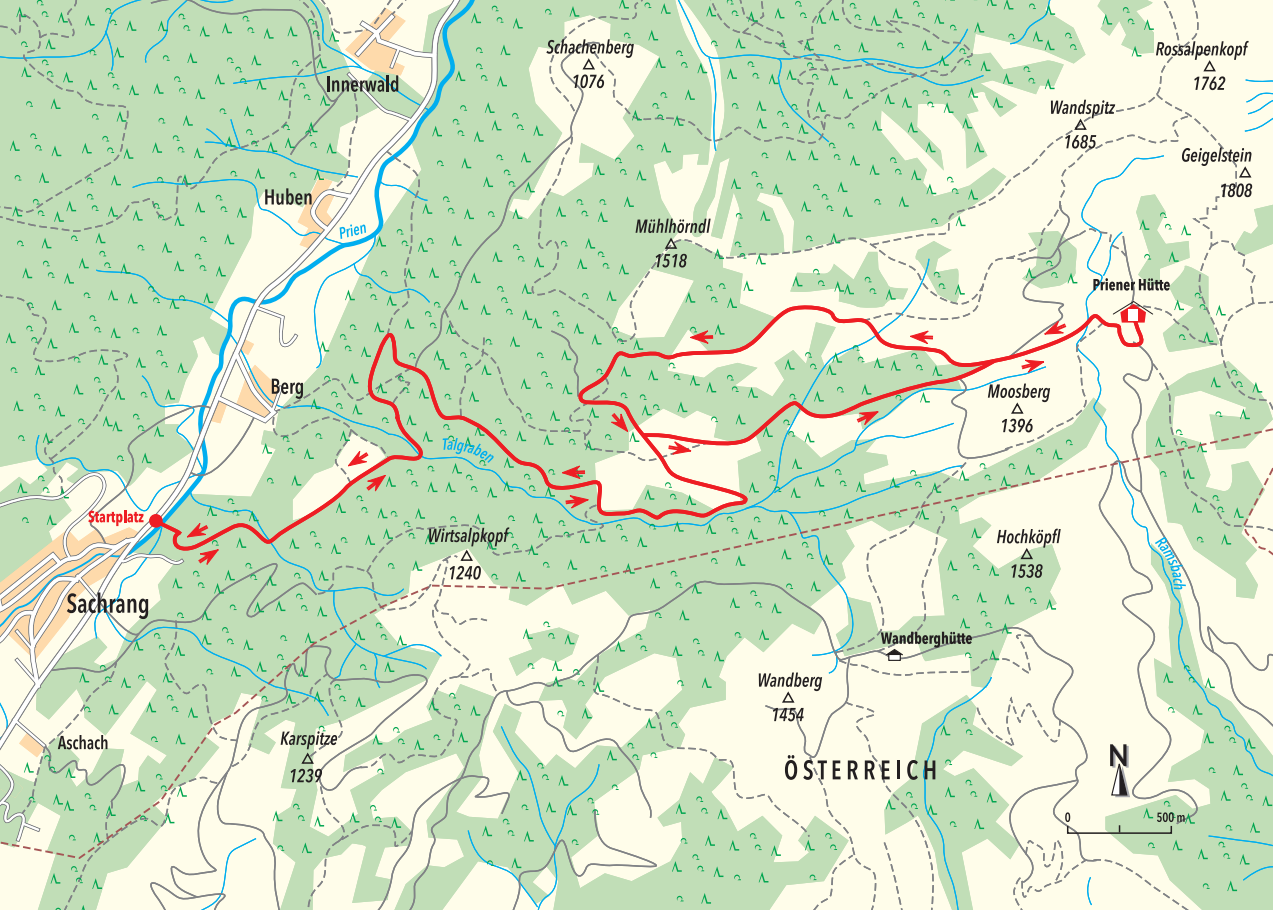 Schachenberg
1076
Rossalpenkopf
1762
Innerwald
Wandspitz
1685
Geigelstein
1808
Huben
Prien
Mühlhörndl
1518
Priener Hütte
Berg
Moosberg
1396
Talgraben
Startplatz
Wirtsalpkopf
1240
Hochköpfl
1538
Ramsbach
Sachrang
Wandberghütte
Wandberg
1454
Aschach
Karspitze
1239
ÖSTERREICH
N
0 500 m